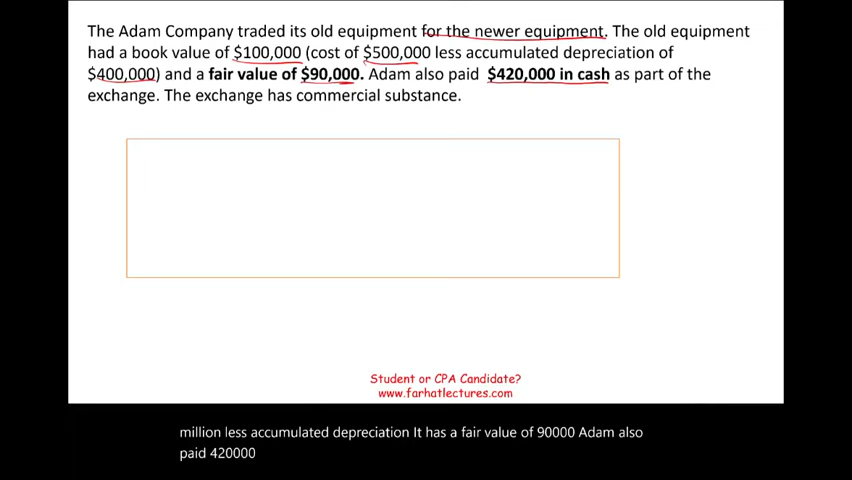 The Adam Company traded its old equipment for the newer equipment. The old equipment
had a book value of $100,000 (cost of $500,000 less accumulated depreciation of
$400,000) and a fair value of $90,000. Adam also paid $420,000 in cash as part of the
exchange. The exchange has commercial substance.
Student or CPA Candidate?
www.farhatlectures.com
million less accumulated depreciation It has a fair value of 90000 Adam also
paid 420000